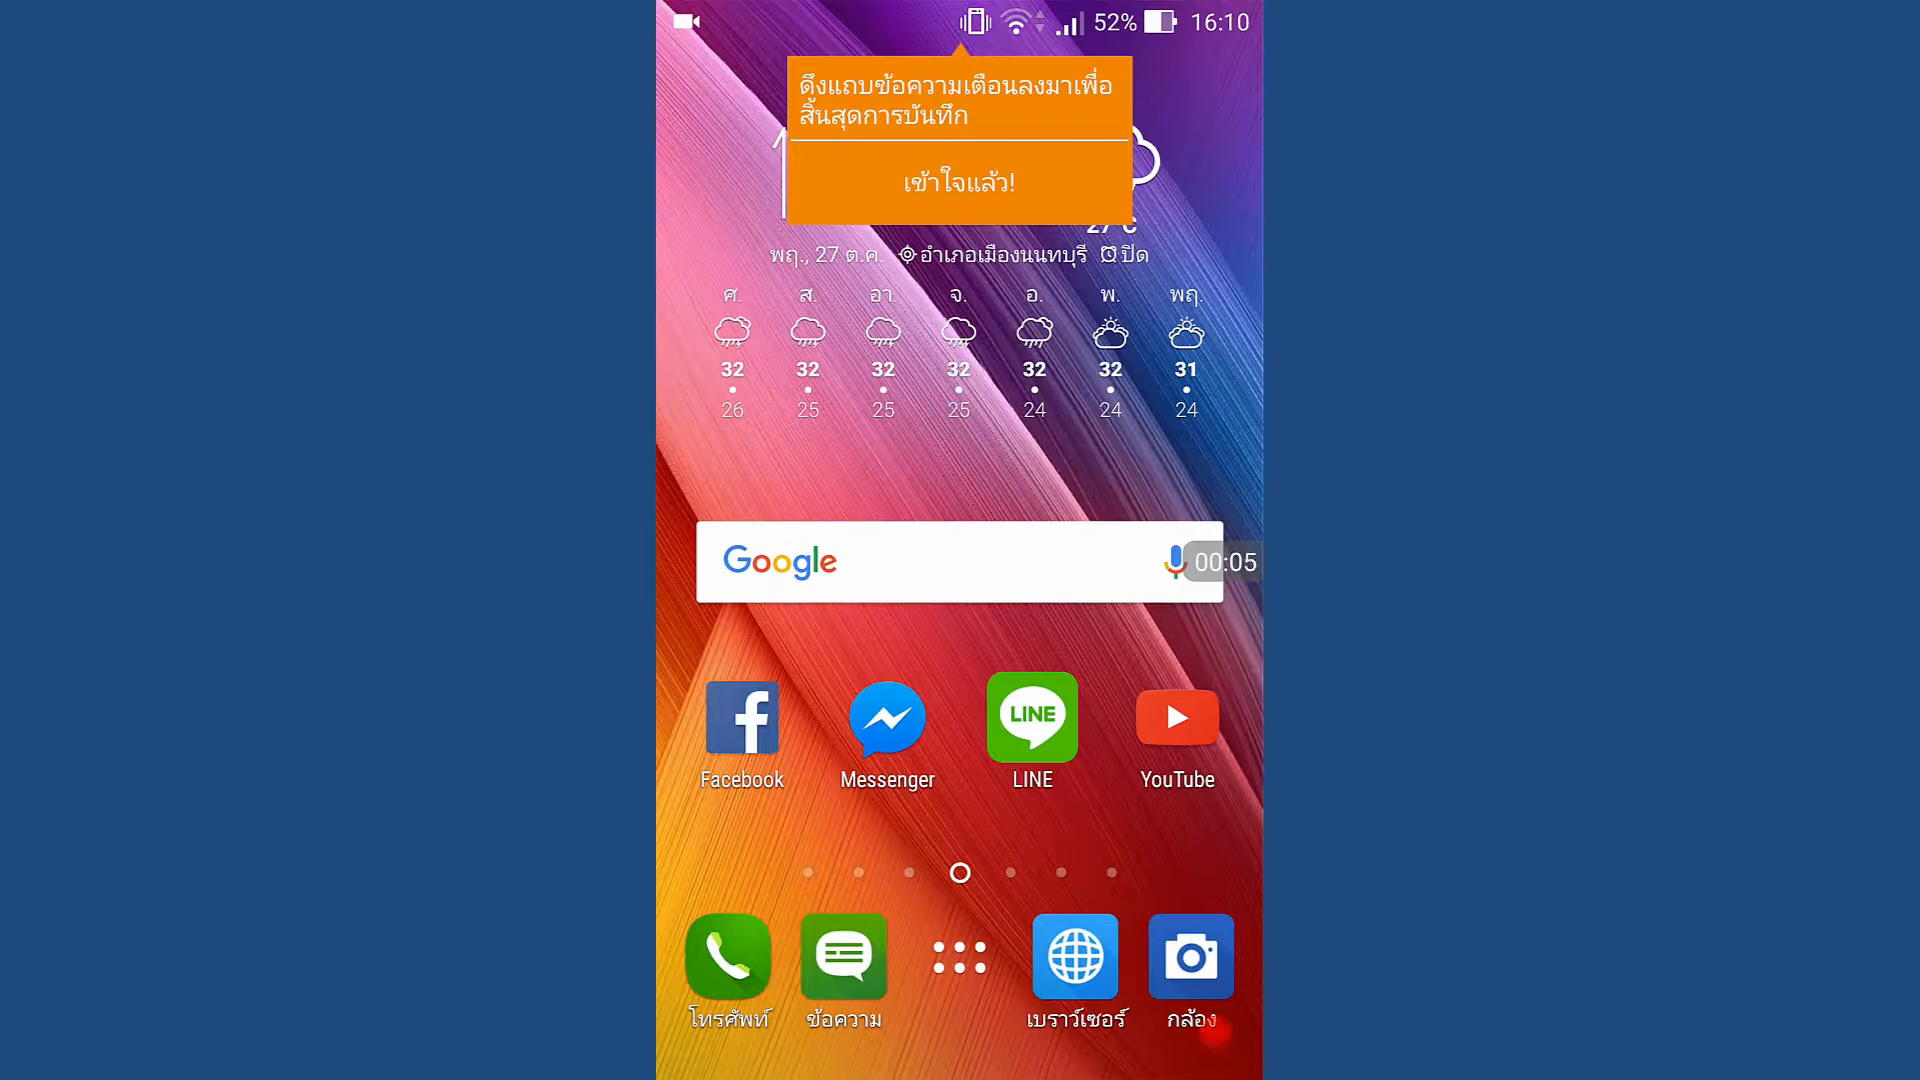 52% 16:10
ดึงแถบข้อความเตือนลงมาเพื่อ
สิ้นสุดการบันทึก
เข้าใจแล้ว!
27°C
พฤ., 27 ต.ค. อำเภอเมืองนนทบุรี ปิด
ศ. ส. อา. จ. อ. พ. พฤ.
32 32 32 32 32 32 31
26 25 25 25 24 24 24
Google 00:05
LINE
Facebook Messenger LINE YouTube
โทรศัพท์ ข้อความ เบราว์เซอร์ กล้อง